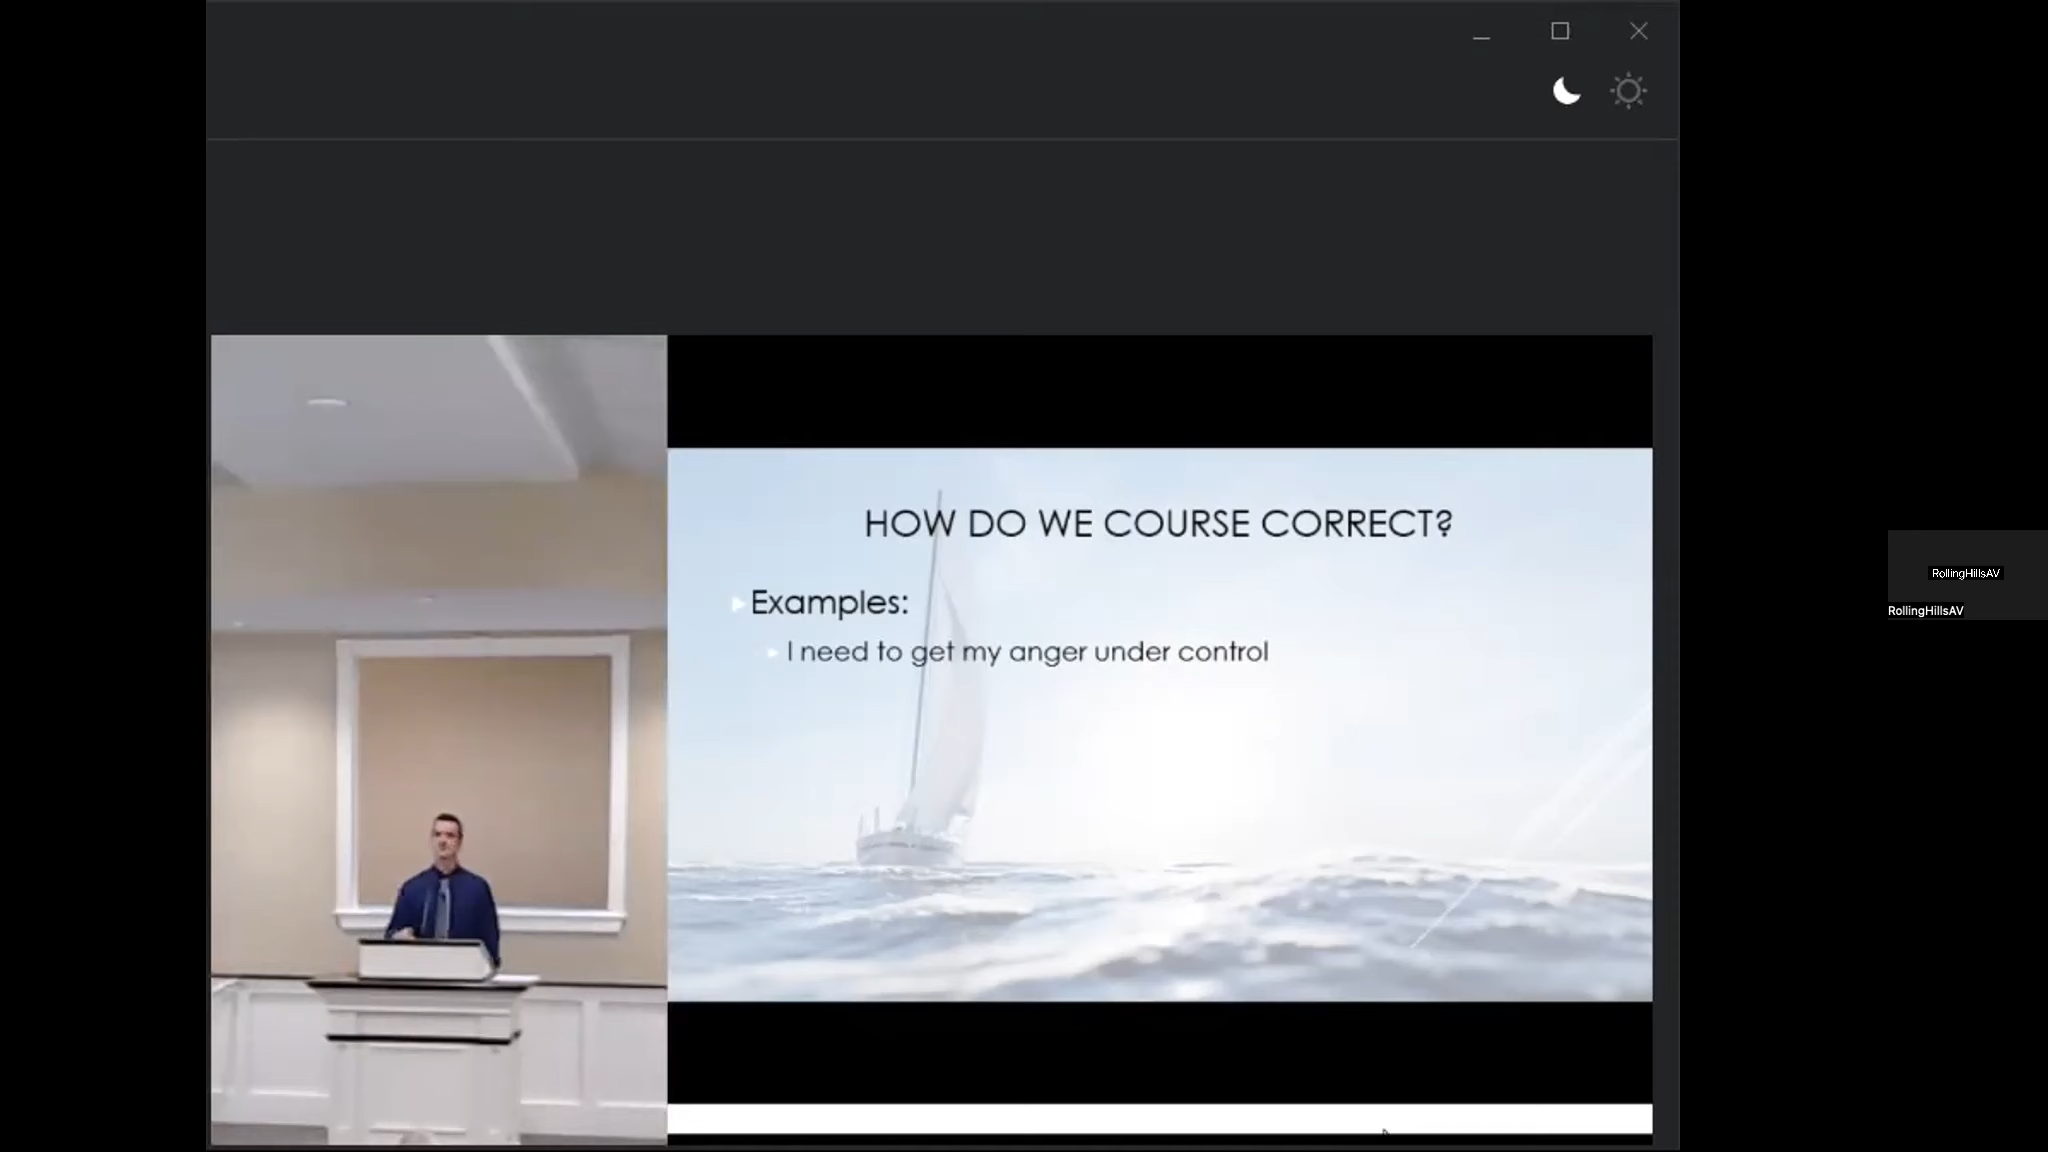 HOW DO WE COURSE CORRECT?
Examples:
I need to get my anger under control
RollingHillsAV
RollingHillsAV